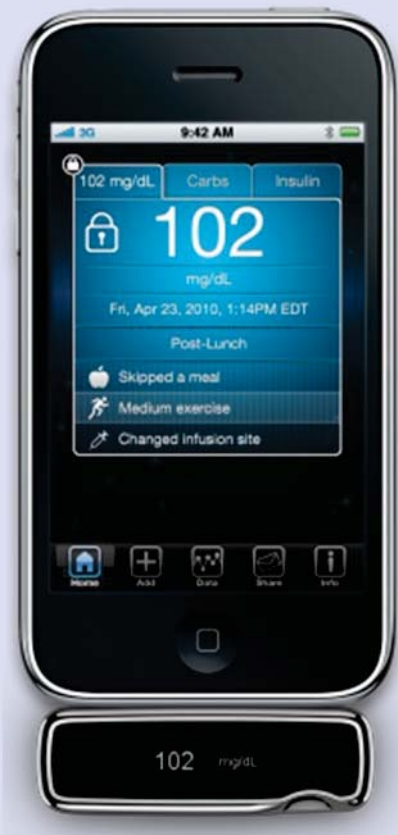 3G 9:42 AM
102 mg/dL Carbs Insulin
102
mg/dL
Fri, Apr 23, 2010, 1:14PM EDT
Post-Lunch
Skipped a meal
Medium exercise
Changed infusion site
Home Add Data Share Info
102 mg/dL